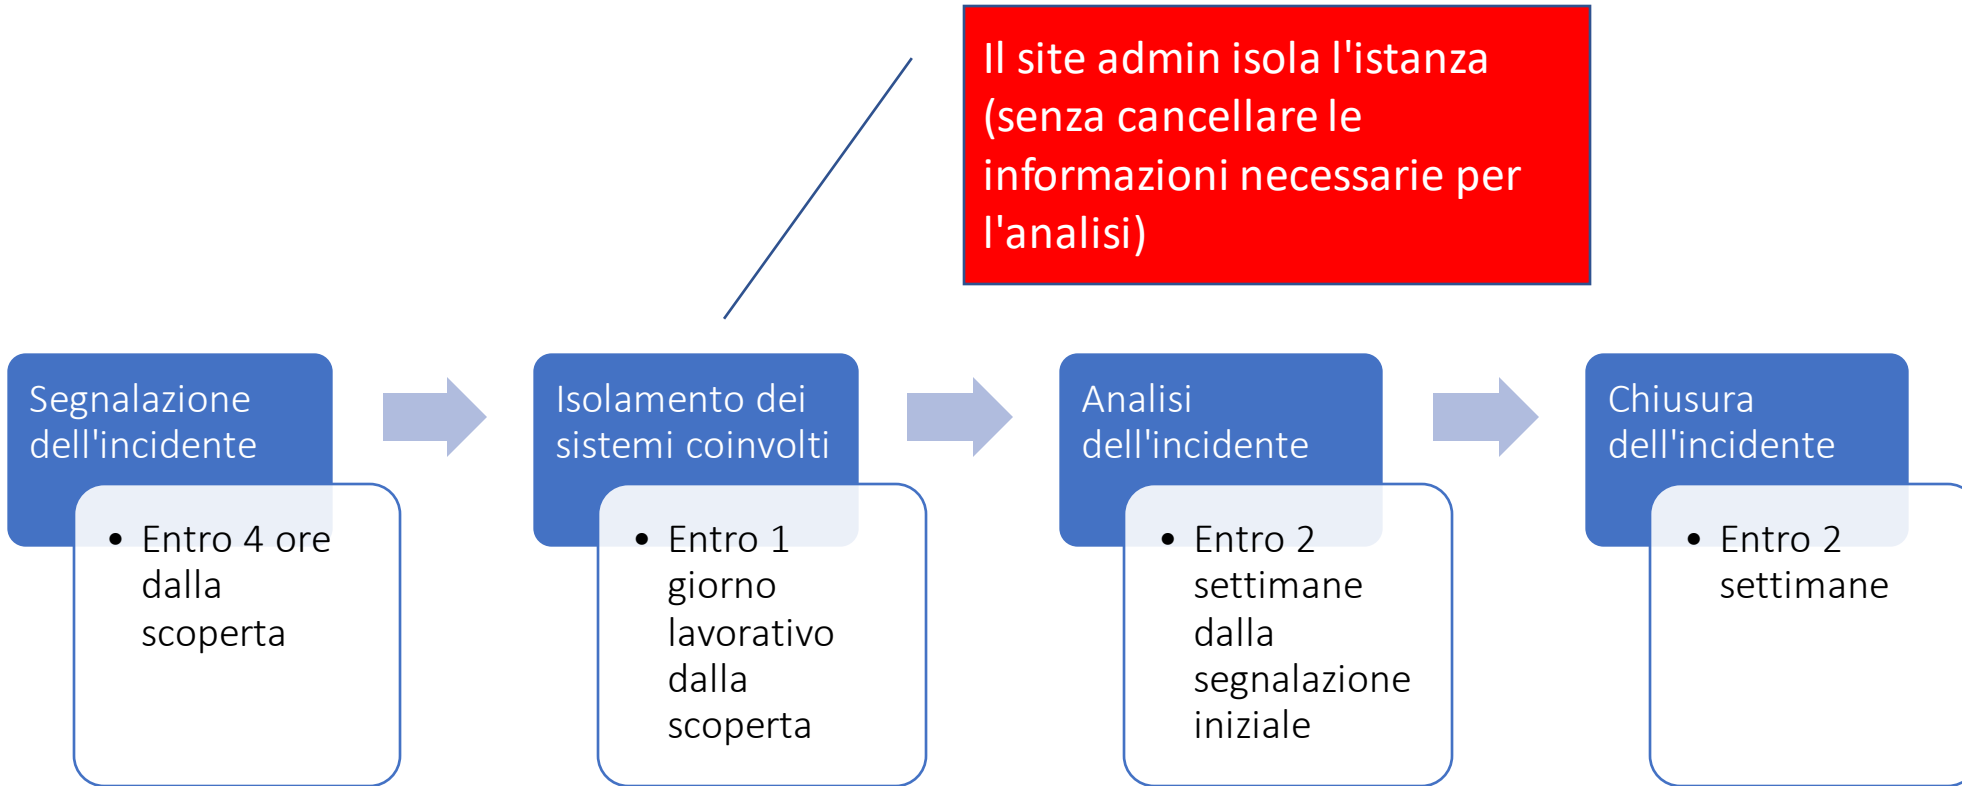 Il site admin isola l'istanza
(senza cancellare le
informazioni necessarie per
l'analisi)
Segnalazione
dell'incidente
• Entro 4 ore
dalla
scoperta
Isolamento dei
sistemi coinvolti
• Entro 1
giorno
lavorativo
dalla
scoperta
Analisi
dell'incidente
• Entro 2
settimane
dalla
segnalazione
iniziale
Chiusura
dell'incidente
• Entro 2
settimane